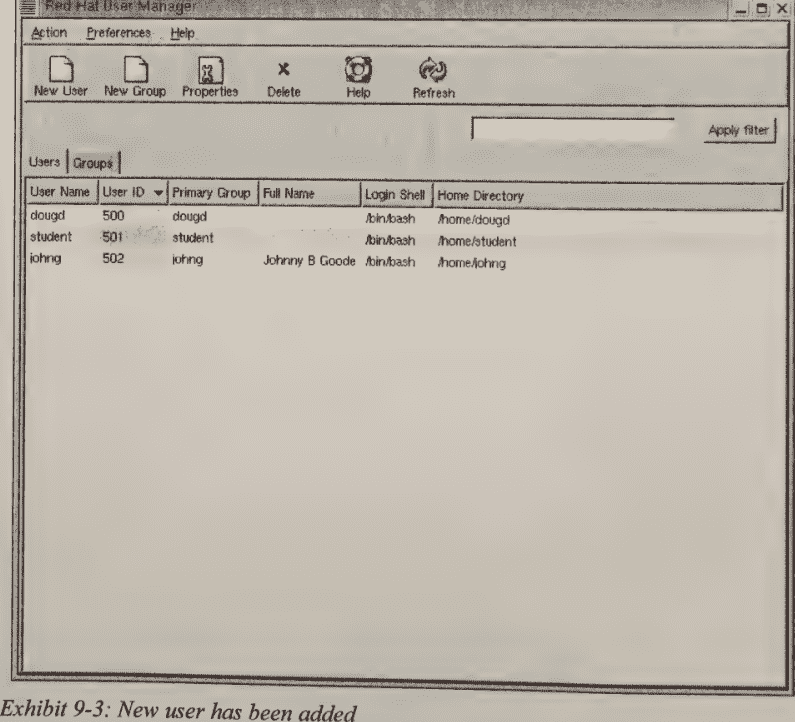 Red Hat User Manager
Action Preferences Help
New User New Group Properties Delete Help Refresh
Apply filter
Users Groups
User Name User ID Primary Group Full Name Login Shell Home Directory
dougd 500 dougd /bin/bash /home/dougd
student 501 student /bin/bash /home/student
johng 502 johng Johnny B Goode /bin/bash /home/johng
Exhibit 9-3: New user has been added